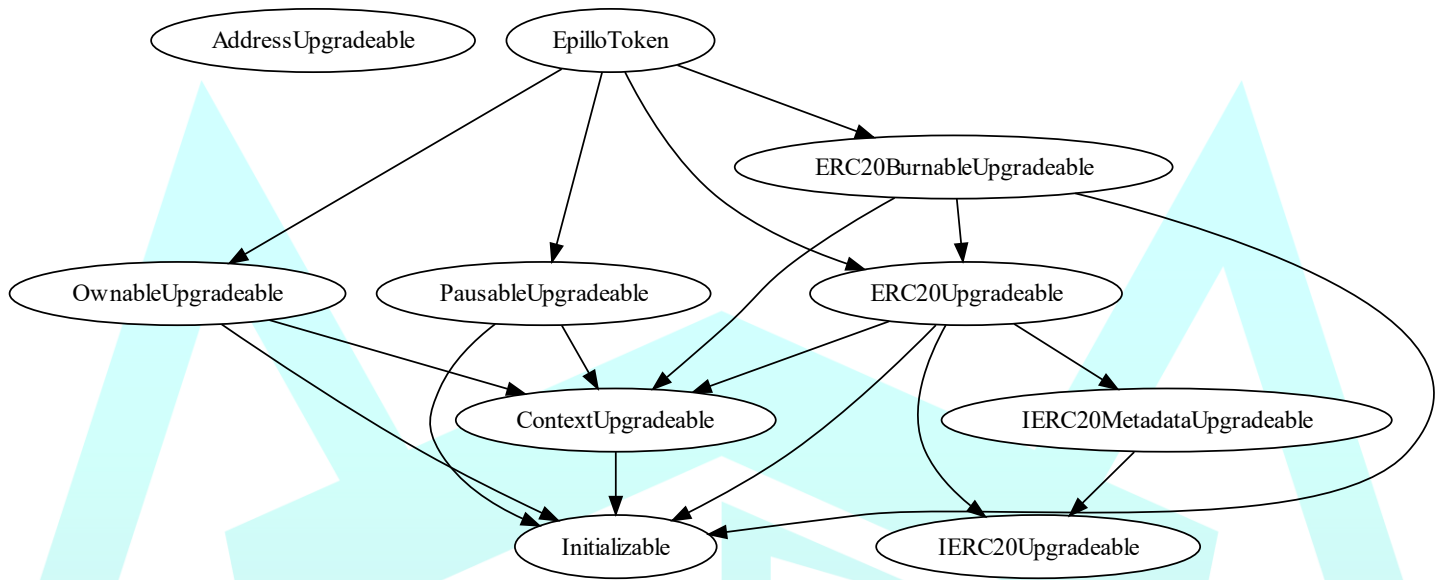 AddressUpgradeable
EpilloToken
ERC20BurnableUpgradeable
OwnableUpgradeable
PausableUpgradeable
ERC20Upgradeable
ContextUpgradeable
IERC20MetadataUpgradeable
Initializable
IERC20Upgradeable